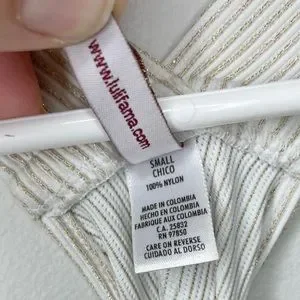 www.lulifama.com
SMALL
CHICO
100% NYLON
MADE IN COLOMBIA
HECHO EN COLOMBIA
FABRIQUE AUX COLOMBIA
C.A. 25832
RN 97850
CARE ON REVERSE
CUIDADO AL DORSO